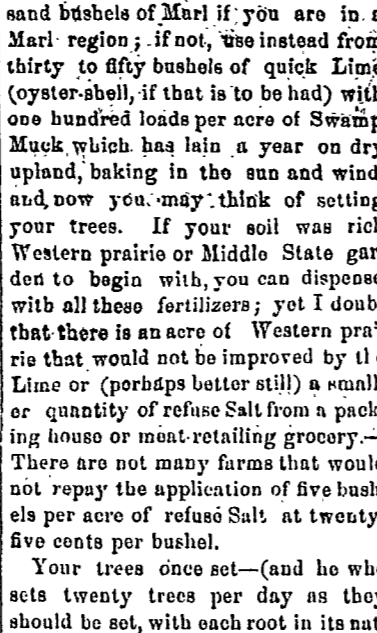 sand bushels of Marl if you are in a
Marl region; if not, use instead from
thirty to fifty bushels of quick Lime
(oyster-shell, if that is to be had) with
one hundred loads per acre of Swamp
Muck which has lain a year on dry
upland, baking in the sun and wind
and now you may think of setting
your trees. If your soil was rich
Western prairie or Middle State gar
den to begin with, you can dispense
with all these fertilizers; yet I doub
that there is an acre of Western prai
rie that would not be improved by th
Lime or (perhaps better still) a small
er quantity of refuse Salt from a pack
ing house or meat-retailing grocery.—
There are not many farms that would
not repay the application of five bush
els per acre of refuse Salt at twenty
five cents per bushel.
Your trees once set—(and he wh
sets twenty trees per day as they
should be set, with each root in its nat